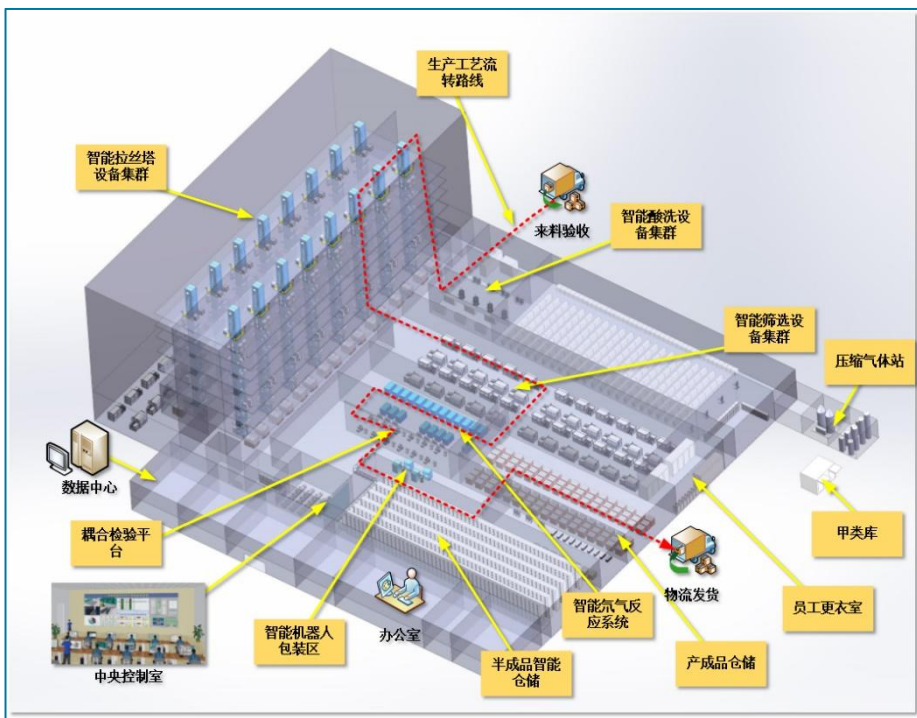 生产工艺流
转路线
智能拉丝塔
设备集群
来料验收
智能酸洗设
备集群
智能筛选设备
集群
压缩气体站
数据中心
耦合检验平
台
甲类库
中央控制室
智能机器人
包装区
办公室
半成品智能
仓储
智能氘气反
应系统
物流发货
产成品仓储
员工更衣室